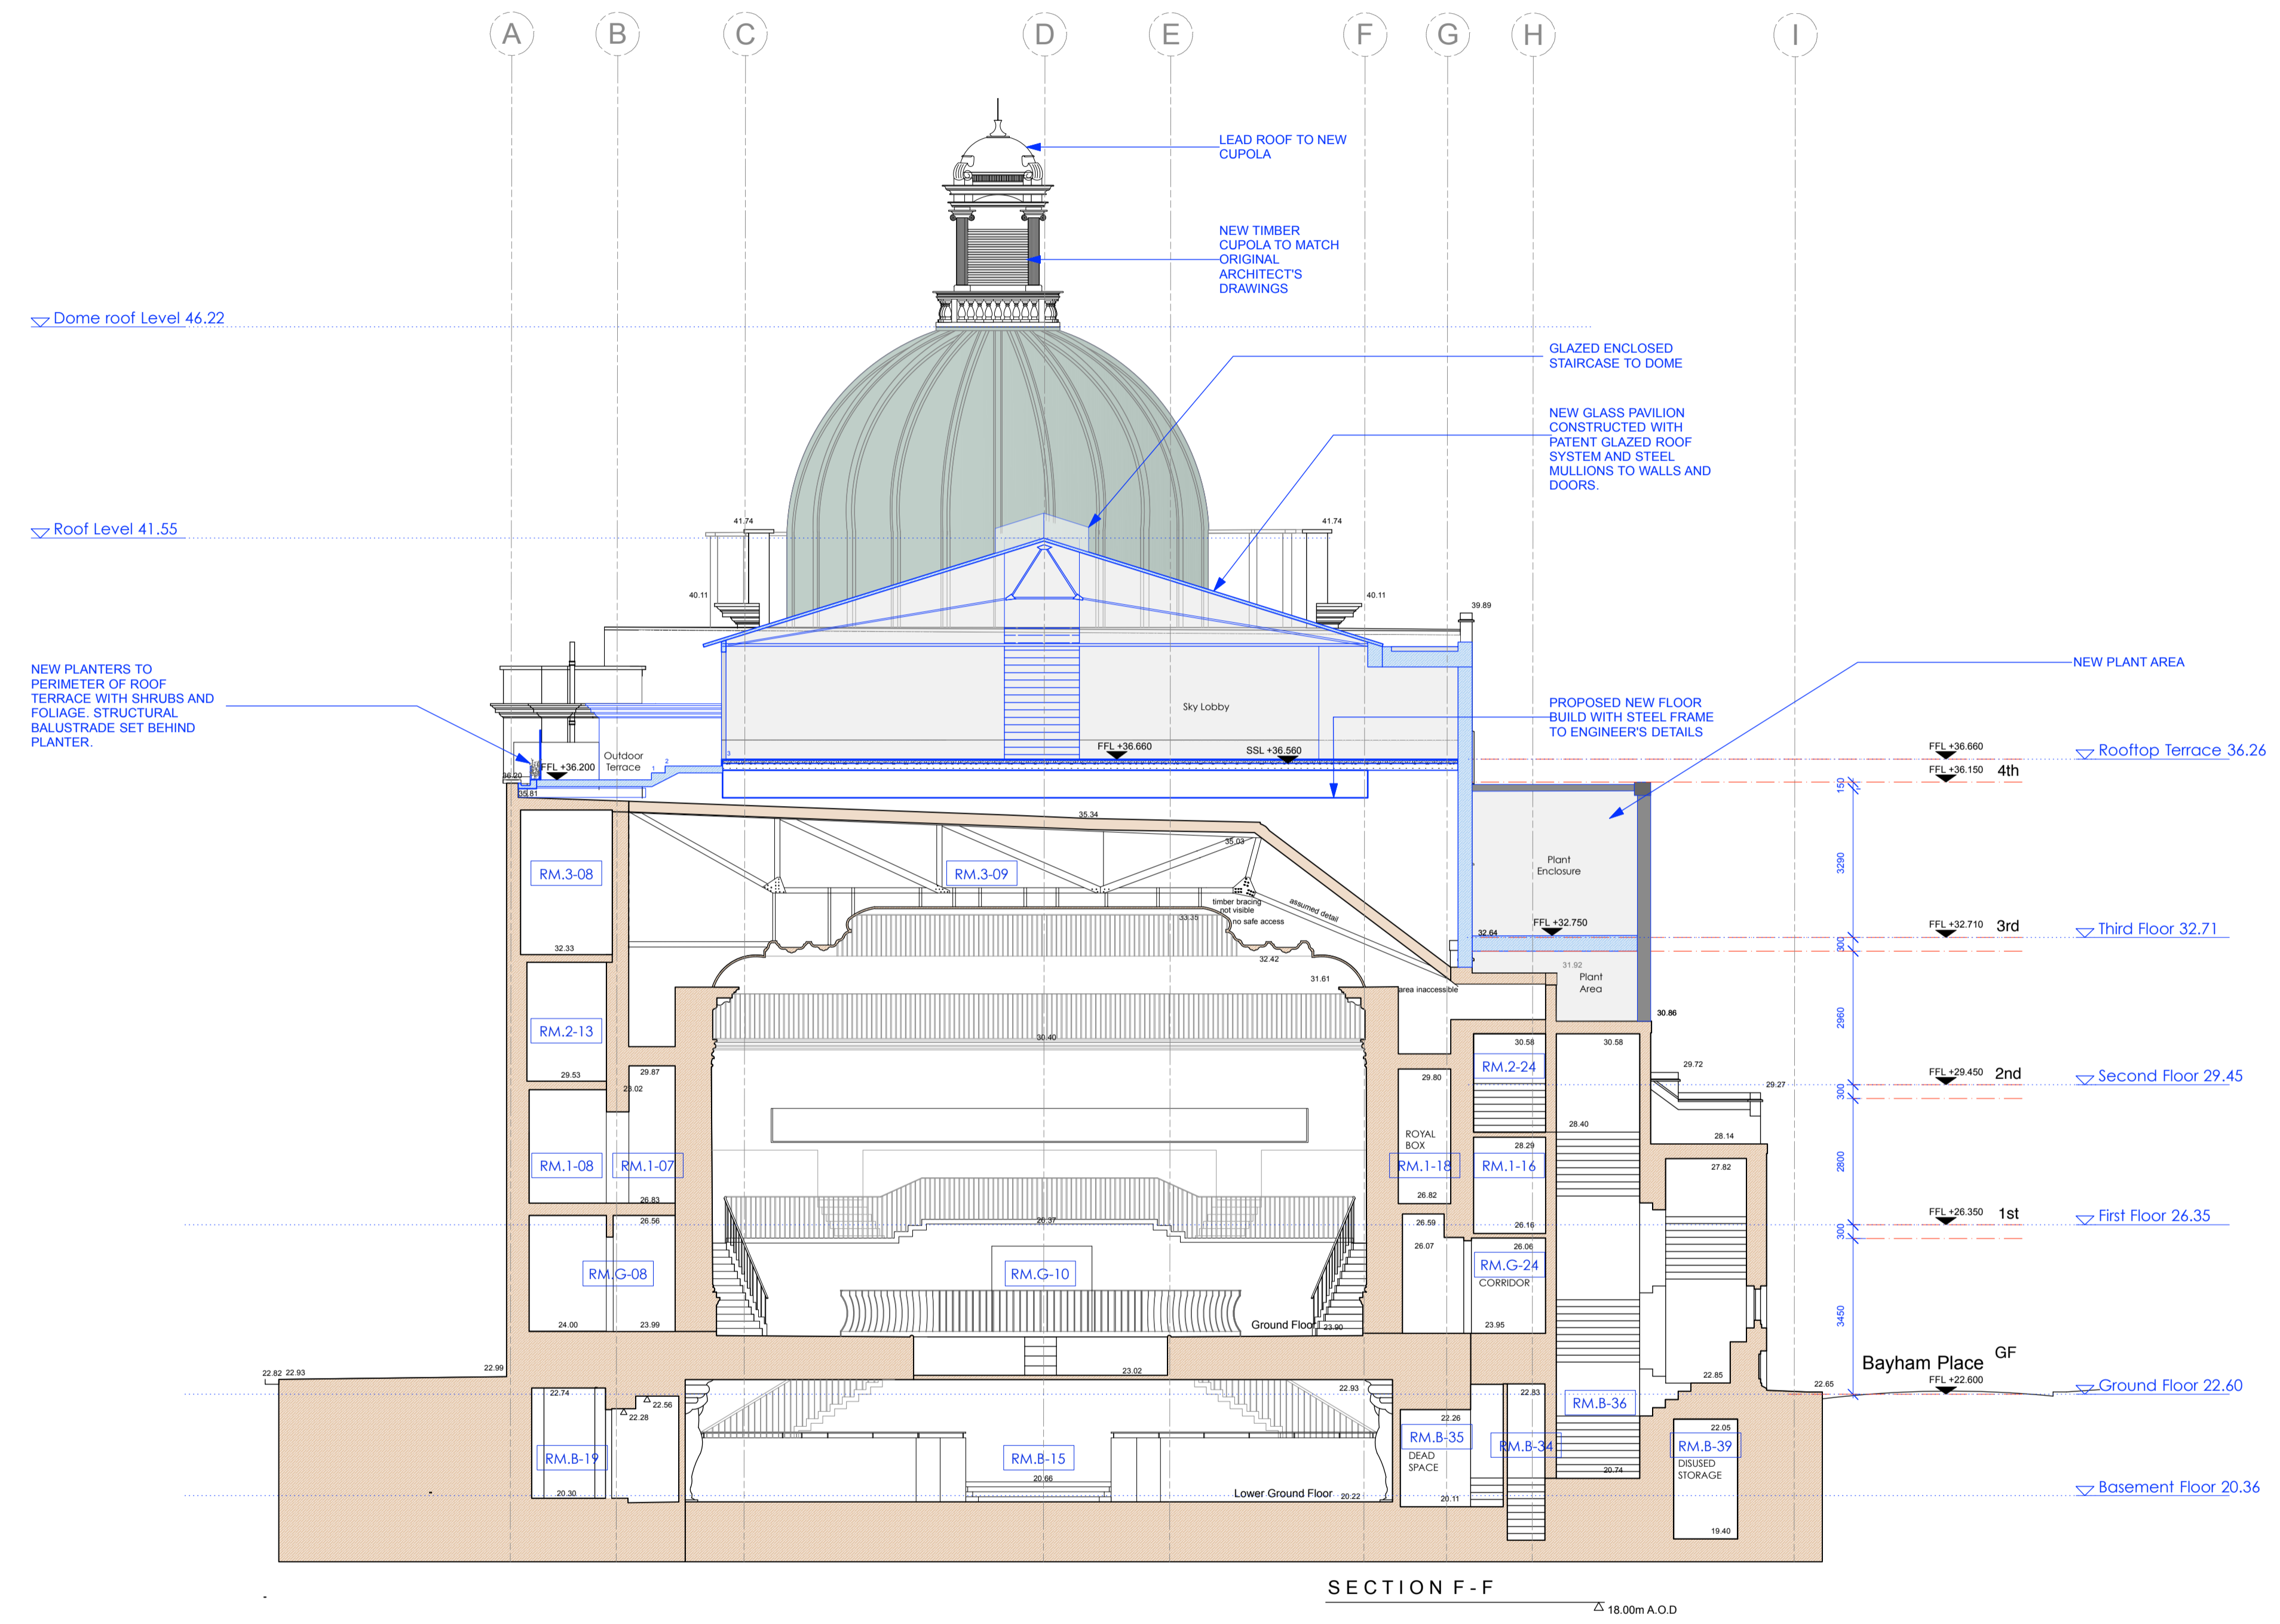 A B C D E F G H I
LEAD ROOF TO NEW
CUPOLA
NEW TIMBER
CUPOLA TO MATCH
ORIGINAL
ARCHITECT'S
DRAWINGS
Dome roof Level 46.22
GLAZED ENCLOSED
STAIRCASE TO DOME
NEW GLASS PAVILION
CONSTRUCTED WITH
PATENT GLAZED ROOF
SYSTEM AND STEEL
MULLIONS TO WALLS AND
DOORS.
Roof Level 41.55
41.74
41.74
40.11
40.11
39.89
NEW PLANTERS TO
PERIMETER OF ROOF
TERRACE WITH SHRUBS AND
FOLIAGE. STRUCTURAL
BALUSTRADE SET BEHIND
PLANTER.
NEW PLANT AREA
PROPOSED NEW FLOOR
BUILD WITH STEEL FRAME
TO ENGINEER'S DETAILS
Sky Lobby
Outdoor
Terrace
1
2
3
FFL +36.200
36.20
35.81
FFL +36.660
SSL +36.560
FFL +36.660
Rooftop Terrace 36.26
FFL +36.150 4th
150
35.34
35.03
RM.3-08
RM.3-09
32.33
timber bracing
not visible
no safe access
assumed detail
33.35
32.42
31.61
area inaccessible
Plant
Enclosure
3290
FFL +32.750
32.64
31.92
Plant
Area
FFL +32.710 3rd
Third Floor 32.71
300
30.86
2960
RM.2-13
29.53
29.87
23.02
30.40
29.80
30.58
30.58
RM.2-24
29.72
29.27
28.14
FFL +29.450 2nd
Second Floor 29.45
300
RM.1-08
RM.1-07
26.83
26.56
ROYAL
BOX
RM.1-18
26.82
28.40
28.29
RM.1-16
26.16
27.82
2800
26.37
26.59
26.07
26.06
RM.G-24
CORRIDOR
23.95
FFL +26.350 1st
First Floor 26.35
300
3450
RM.G-08
24.00
23.99
RM.G-10
Ground Floor
23.90
23.02
22.82 22.93
22.99
22.74
22.56
22.28
22.93
22.83
22.85
22.65
Bayham Place GF
FFL +22.600
Ground Floor 22.60
RM.B-19
20.30
RM.B-15
20.66
Lower Ground Floor
20.22
22.26
RM.B-35
DEAD
SPACE
20.11
RM.B-34
RM.B-36
20.74
22.05
RM.B-39
DISUSED
STORAGE
19.40
Basement Floor 20.36
SECTION F-F
18.00m A.O.D